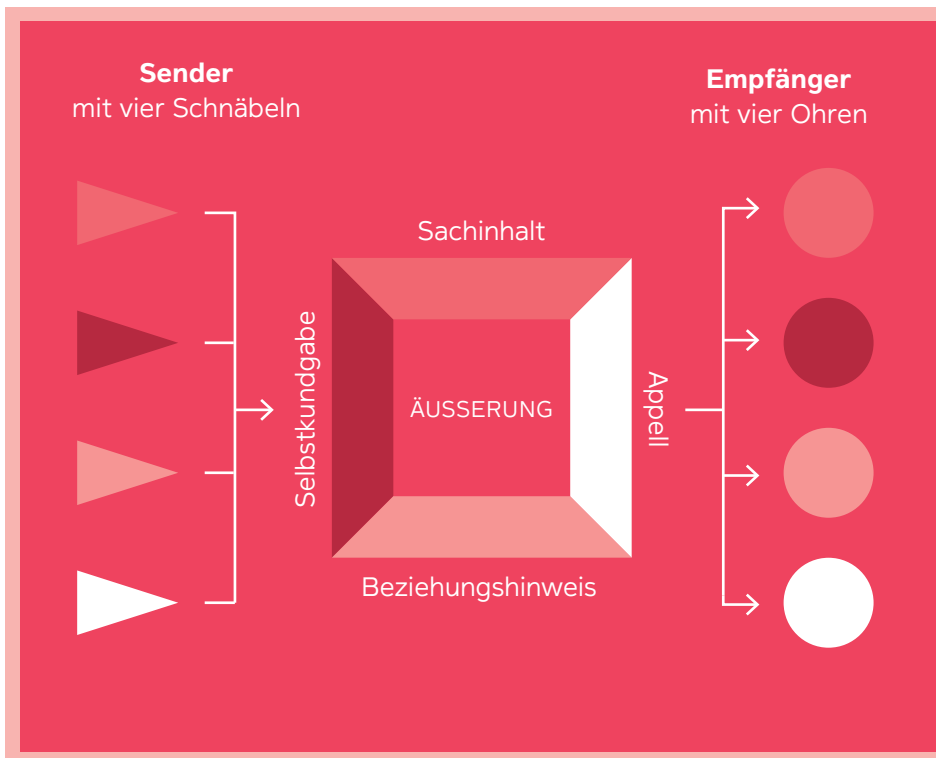 Sender
mit vier Schnäbeln
Empfänger
mit vier Ohren
Sachinhalt
Selbstkundgabe
ÄUSSERUNG
Appell
Beziehungshinweis